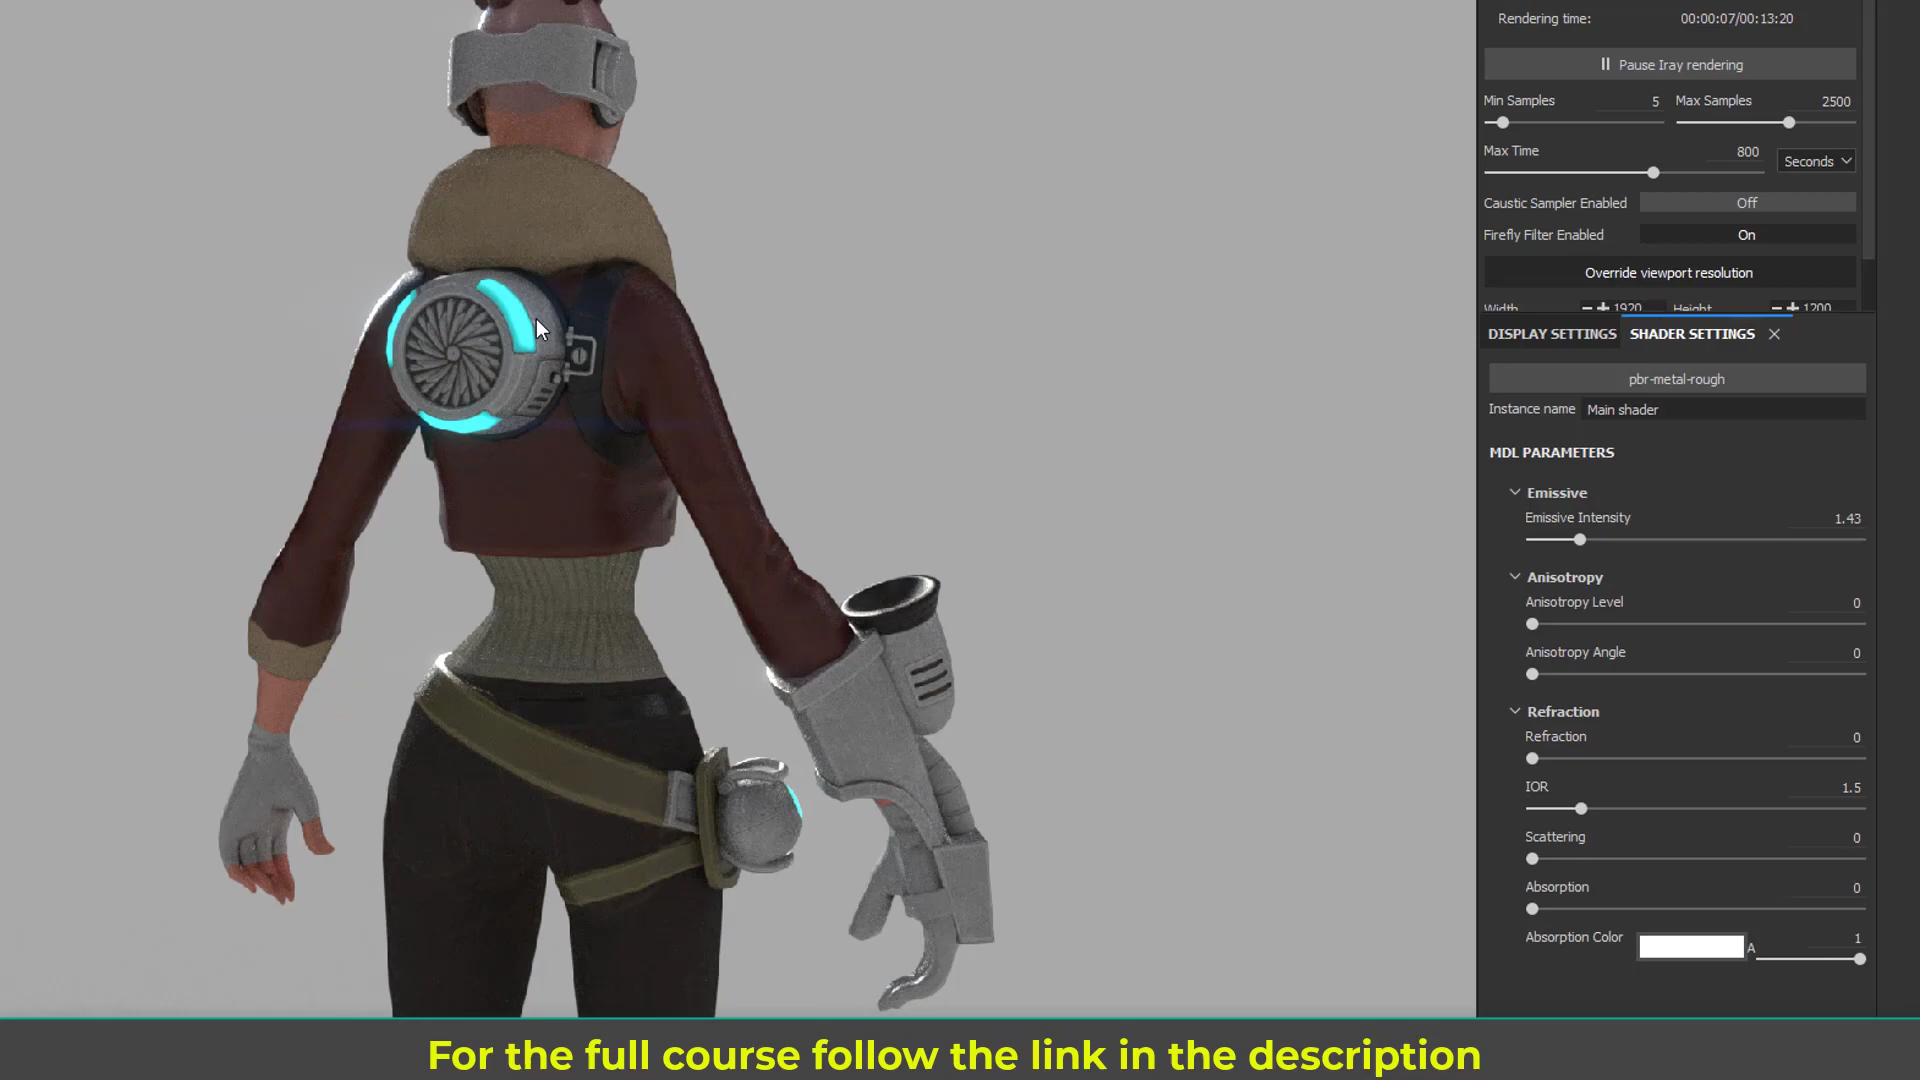 Rendering time: 00:00:07/00:13:20
Pause Iray rendering
Min Samples 5 Max Samples 2500
Max Time 800 Seconds
Caustic Sampler Enabled Off
Firefly Filter Enabled On
Override viewport resolution
Width 1920 Height 1200
DISPLAY SETTINGS SHADER SETTINGS
pbr-metal-rough
Instance name Main shader
MDL PARAMETERS
Emissive
Emissive Intensity 1.43
Anisotropy
Anisotropy Level 0
Anisotropy Angle 0
Refraction
Refraction 0
IOR 1.5
Scattering 0
Absorption 0
Absorption Color A 1
For the full course follow the link in the description